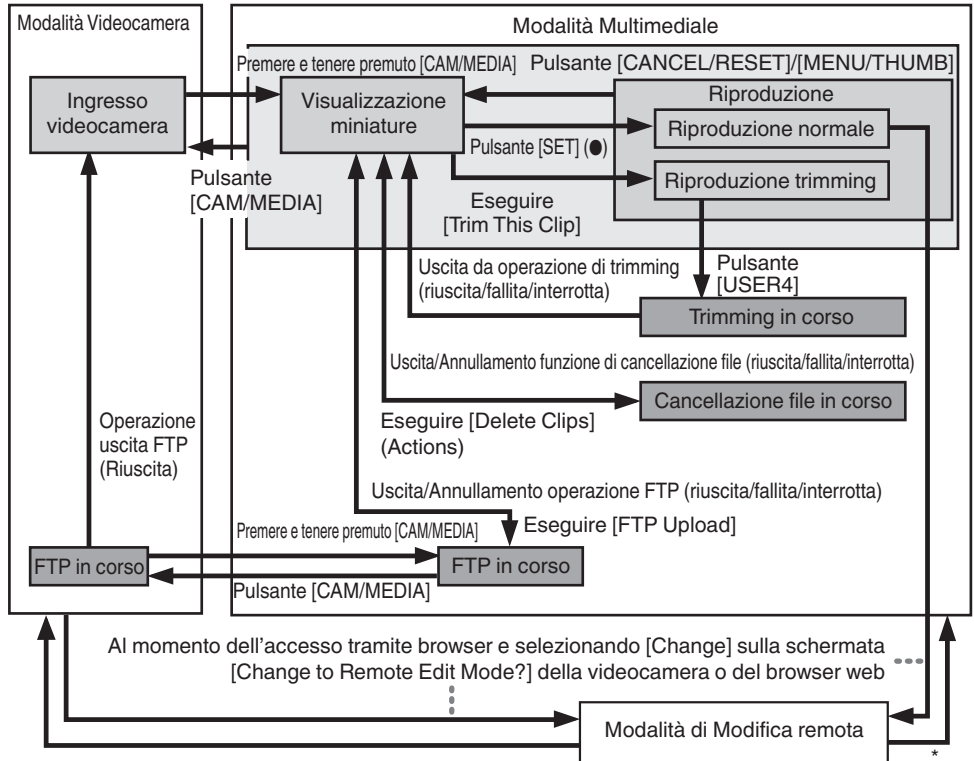 Modalità Videocamera
Modalità Multimediale
Premere e tenere premuto [CAM/MEDIA]
Pulsante [CANCEL/RESET]/[MENU/THUMB]
Ingresso
videocamera
Visualizzazione
miniature
Riproduzione
Riproduzione normale
Pulsante [SET] (●)
Riproduzione trimming
Pulsante
[CAM/MEDIA]
Eseguire
[Trim This Clip]
Uscita da operazione di trimming
(riuscita/fallita/interrotta)
Pulsante
[USER4]
Trimming in corso
Uscita/Annullamento funzione di cancellazione file (riuscita/fallita/interrotta)
Cancellazione file in corso
Eseguire [Delete Clips]
(Actions)
Operazione
uscita FTP
(Riuscita)
Uscita/Annullamento operazione FTP (riuscita/fallita/interrotta)
Eseguire [FTP Upload]
Premere e tenere premuto [CAM/MEDIA]
FTP in corso
FTP in corso
Pulsante [CAM/MEDIA]
Al momento dell'accesso tramite browser e selezionando [Change] sulla schermata
[Change to Remote Edit Mode?] della videocamera o del browser web
Modalità di Modifica remota
*